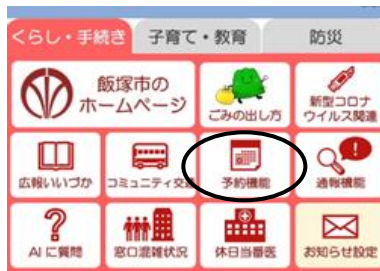 くらし・手続き
子育て・教育
防災
飯塚市の
ホームページ
ごみの出し方
新型コロナ
ウイルス関連
広報いいづか
コミュニティ交通
予約機能
通報機能
AIに質問
窓口混雑状況
休日当番医
お知らせ設定